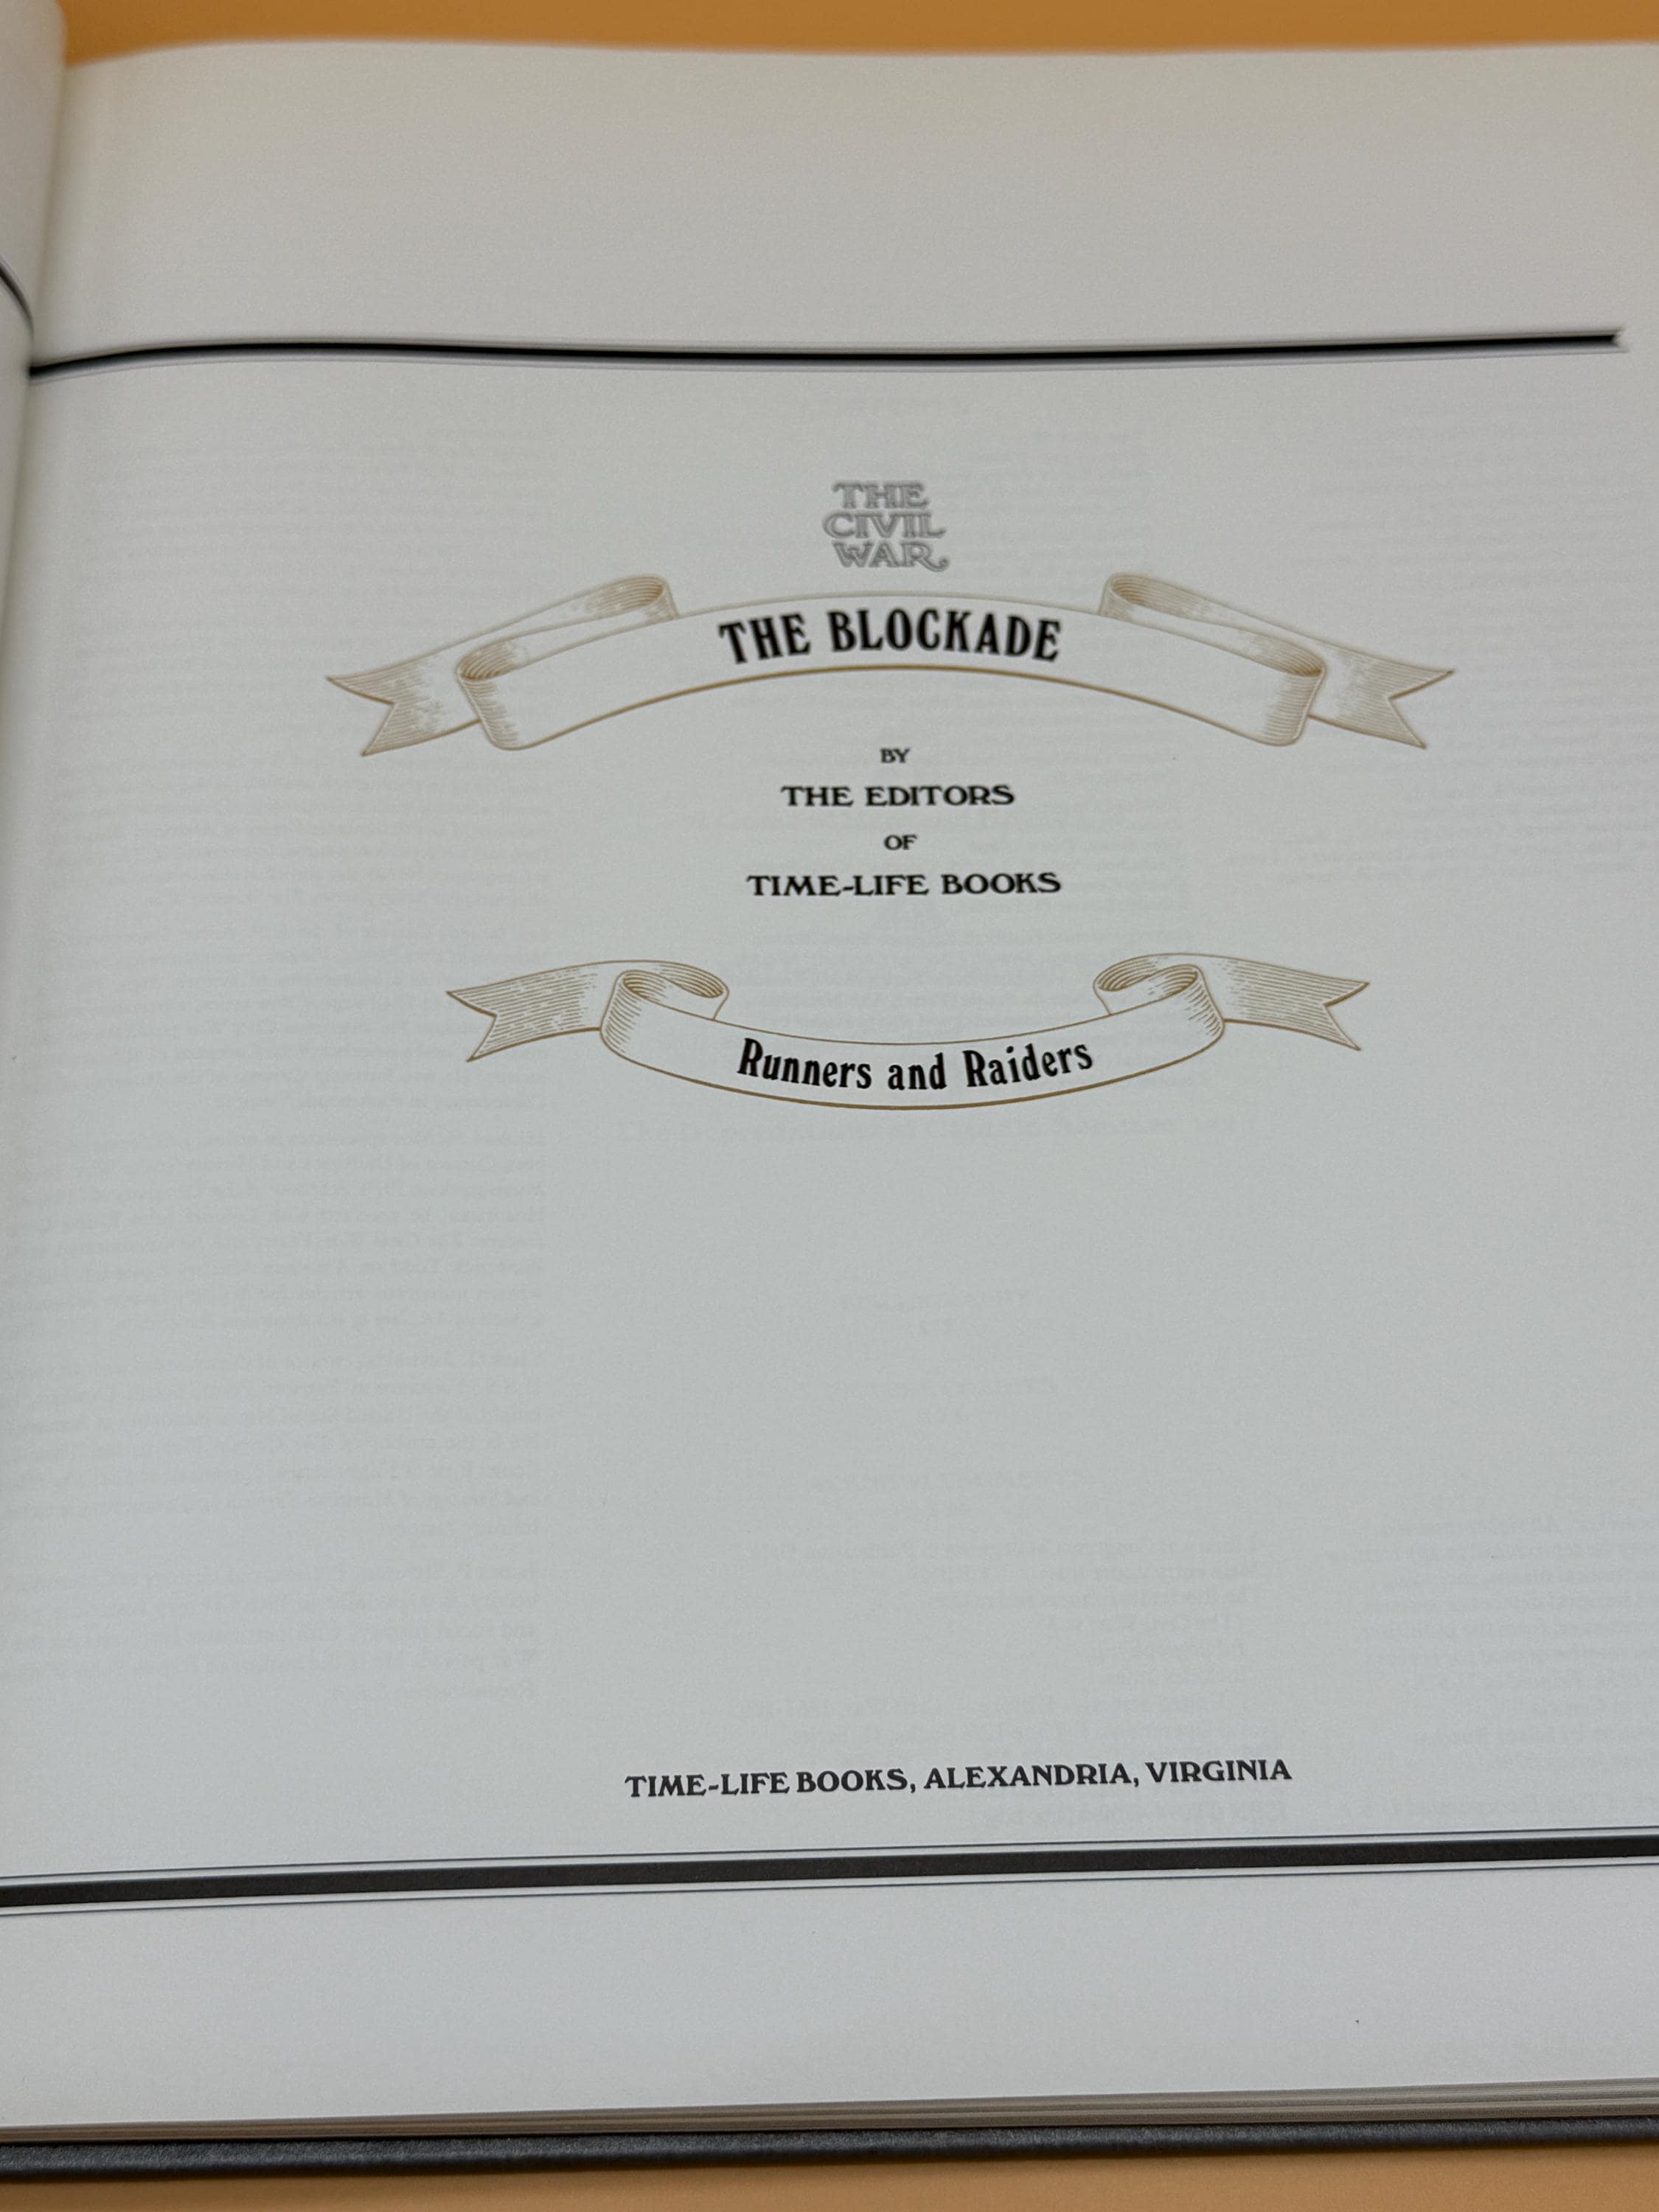 THE
CIVIL
WAR
THE BLOCKADE
BY
THE EDITORS
OF
TIME-LIFE BOOKS
Runners and Raiders
TIME-LIFE BOOKS, ALEXANDRIA, VIRGINIA